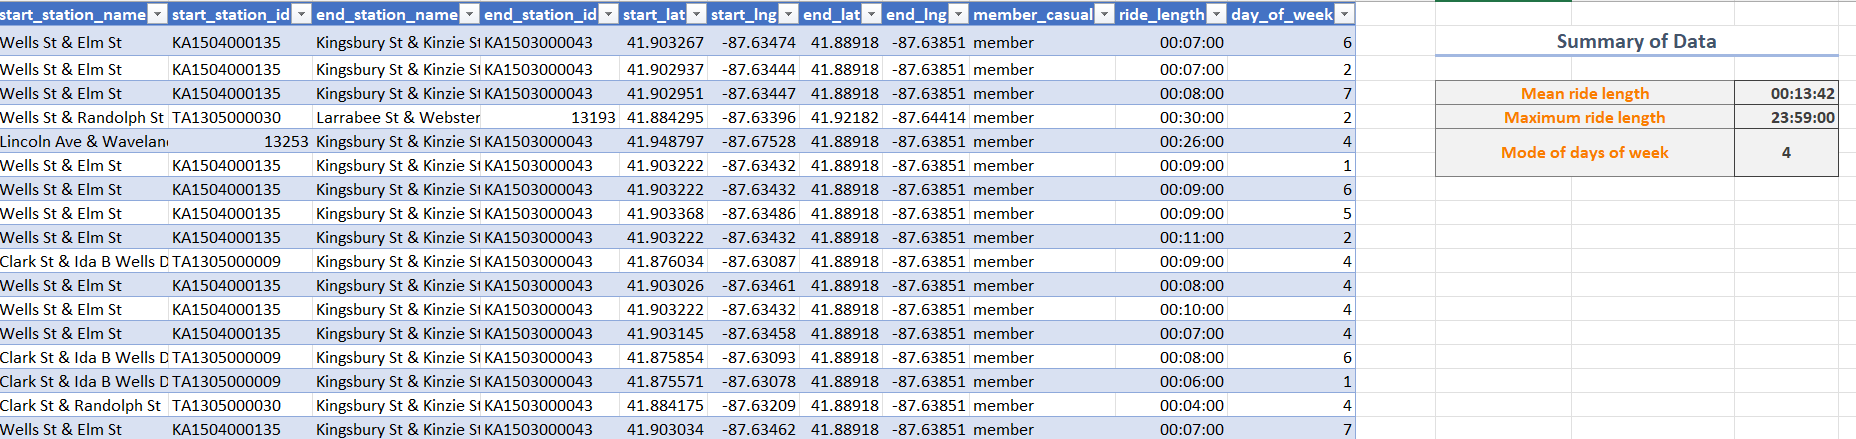 start_station_name start_station_id end_station_name end_station_id start_lat start_lng end_lat end_lng member_casual ride_length day_of_week
Wells St & Elm St KA1504000135 Kingsbury St & Kinzie St KA1503000043 41.903267 -87.63474 41.88918 -87.63851 member 00:07:00 6
Summary of Data
Wells St & Elm St KA1504000135 Kingsbury St & Kinzie St KA1503000043 41.902937 -87.63444 41.88918 -87.63851 member 00:07:00 2
Wells St & Elm St KA1504000135 Kingsbury St & Kinzie St KA1503000043 41.902951 -87.63447 41.88918 -87.63851 member 00:08:00 7
Mean ride length 00:13:42
Wells St & Randolph St TA1305000030 Larrabee St & Webster 13193 41.884295 -87.63396 41.92182 -87.64414 member 00:30:00 2
Maximum ride length 23:59:00
Lincoln Ave & Wavelan 13253 Kingsbury St & Kinzie St KA1503000043 41.948797 -87.67528 41.88918 -87.63851 member 00:26:00 4
Mode of days of week 4
Wells St & Elm St KA1504000135 Kingsbury St & Kinzie St KA1503000043 41.903222 -87.63432 41.88918 -87.63851 member 00:09:00 1
Wells St & Elm St KA1504000135 Kingsbury St & Kinzie St KA1503000043 41.903222 -87.63432 41.88918 -87.63851 member 00:09:00 6
Wells St & Elm St KA1504000135 Kingsbury St & Kinzie St KA1503000043 41.903368 -87.63486 41.88918 -87.63851 member 00:09:00 5
Wells St & Elm St KA1504000135 Kingsbury St & Kinzie St KA1503000043 41.903222 -87.63432 41.88918 -87.63851 member 00:11:00 2
Clark St & Ida B Wells D TA1305000009 Kingsbury St & Kinzie St KA1503000043 41.876034 -87.63087 41.88918 -87.63851 member 00:09:00 4
Wells St & Elm St KA1504000135 Kingsbury St & Kinzie St KA1503000043 41.903026 -87.63461 41.88918 -87.63851 member 00:08:00 4
Wells St & Elm St KA1504000135 Kingsbury St & Kinzie St KA1503000043 41.903222 -87.63432 41.88918 -87.63851 member 00:10:00 4
Wells St & Elm St KA1504000135 Kingsbury St & Kinzie St KA1503000043 41.903145 -87.63458 41.88918 -87.63851 member 00:07:00 4
Clark St & Ida B Wells D TA1305000009 Kingsbury St & Kinzie St KA1503000043 41.875854 -87.63093 41.88918 -87.63851 member 00:08:00 6
Clark St & Ida B Wells D TA1305000009 Kingsbury St & Kinzie St KA1503000043 41.875571 -87.63078 41.88918 -87.63851 member 00:06:00 1
Clark St & Randolph St TA1305000030 Kingsbury St & Kinzie St KA1503000043 41.884175 -87.63209 41.88918 -87.63851 member 00:04:00 4
Wells St & Elm St KA1504000135 Kingsbury St & Kinzie St KA1503000043 41.903034 -87.63462 41.88918 -87.63851 member 00:07:00 7